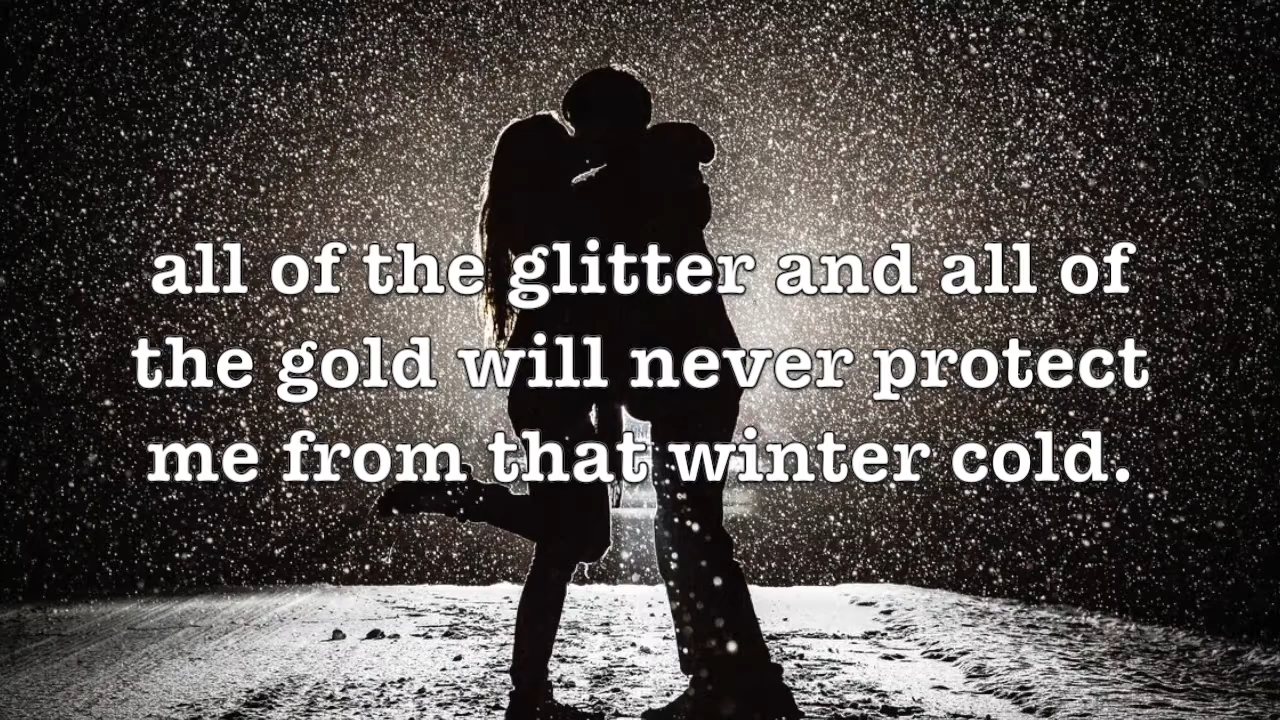 all of the glitter and all of
the gold will never protect
me from that winter cold.